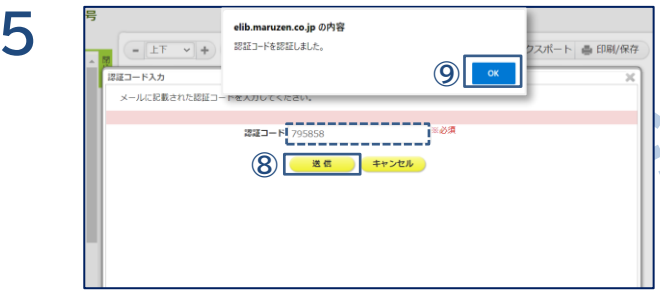 5
号
elib.maruzen.co.jp の内容
認証コードを認証しました。
⑨ OK
- 上下 +
クスポート 印刷/保存
認証コード入力
メールに記載された認証コードを入力してください。
認証コード 795858 ※必須
⑧ 送信 キャンセル